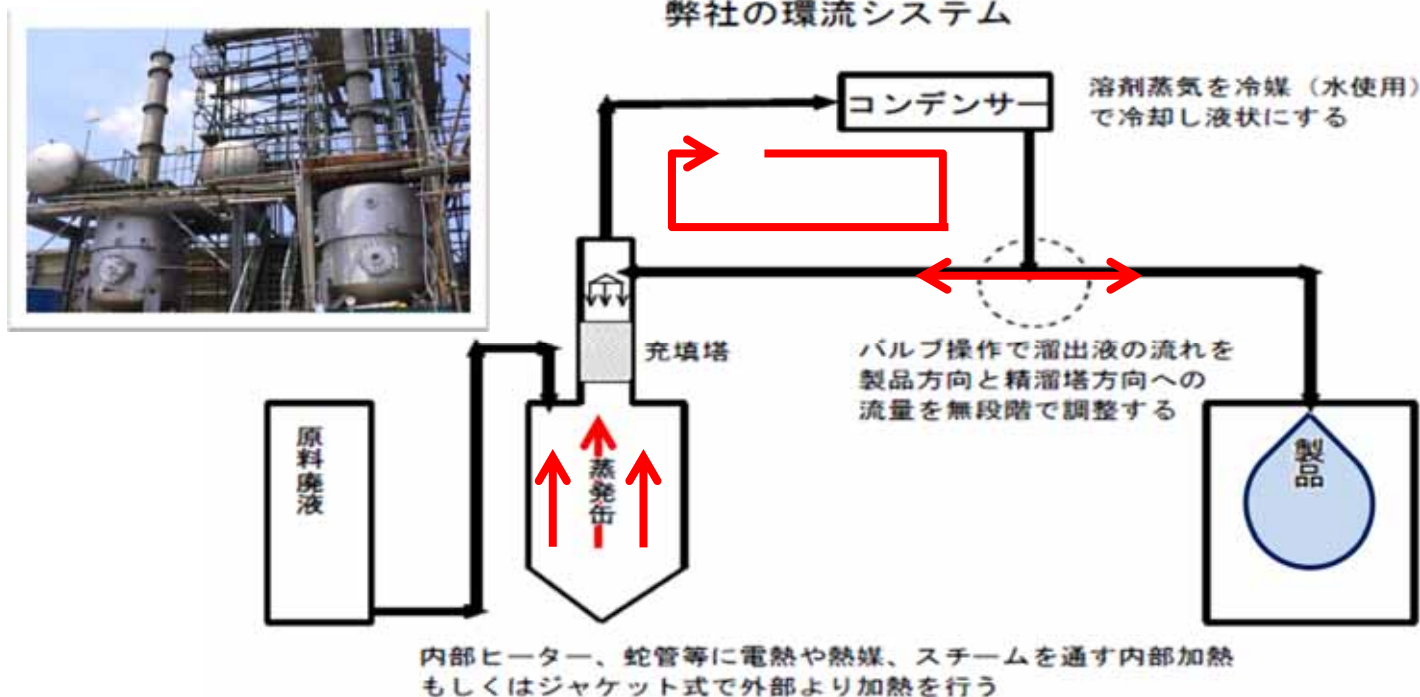 弊社の環流システム
コンデンサー
溶剤蒸気を冷媒（水使用）
で冷却し液状にする
充填塔
バルブ操作で溜出液の流れを
製品方向と精溜塔方向への
流量を無段階で調整する
原料廃液
蒸発缶
製品
内部ヒーター、蛇管等に電熱や熱媒、スチームを通す内部加熱
もしくはジャケット式で外部より加熱を行う